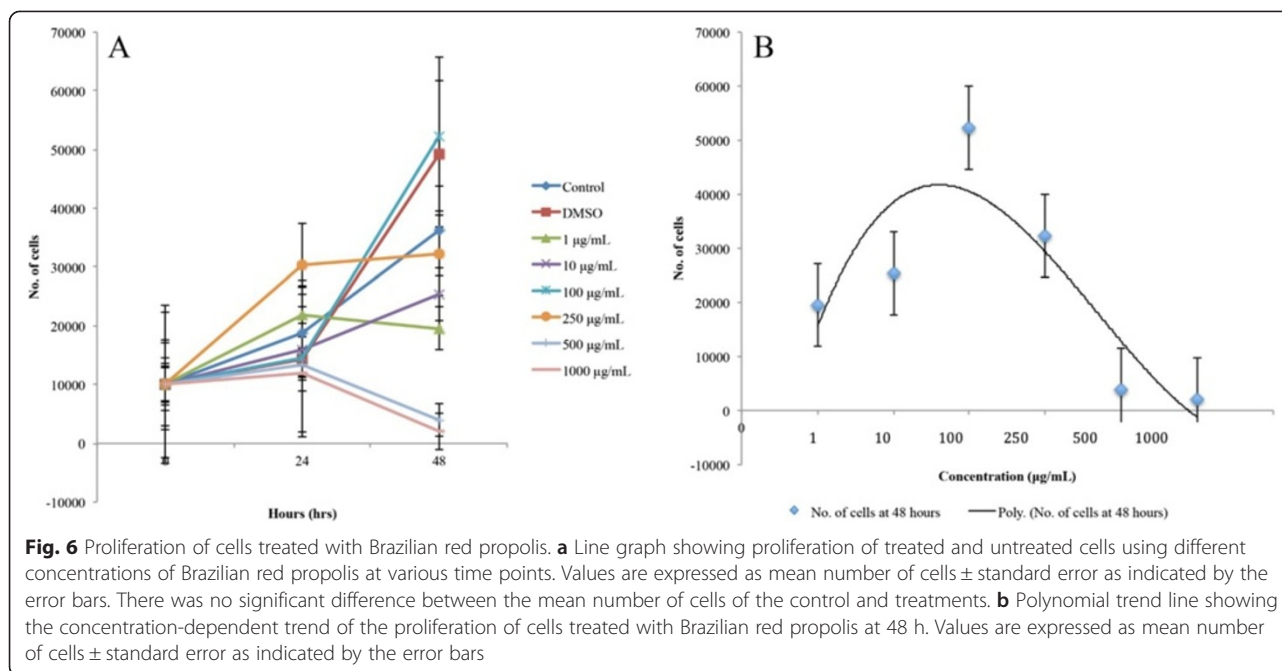 A
70000
60000
50000
40000
30000
20000
10000
0
-10000
No. of cells
24
48
Hours (hrs)
Control
DMSO
1 µg/mL
10 µg/mL
100 µg/mL
250 µg/mL
500 µg/mL
1000 µg/mL
B
70000
60000
50000
40000
30000
20000
10000
0
-10000
No. of cells
0
1
10
100
250
500
1000
Concentration (µg/mL)
No. of cells at 48 hours
Poly. (No. of cells at 48 hours)
Fig. 6 Proliferation of cells treated with Brazilian red propolis. a Line graph showing proliferation of treated and untreated cells using different
concentrations of Brazilian red propolis at various time points. Values are expressed as mean number of cells ± standard error as indicated by the
error bars. There was no significant difference between the mean number of cells of the control and treatments. b Polynomial trend line showing
the concentration-dependent trend of the proliferation of cells treated with Brazilian red propolis at 48 h. Values are expressed as mean number
of cells ± standard error as indicated by the error bars